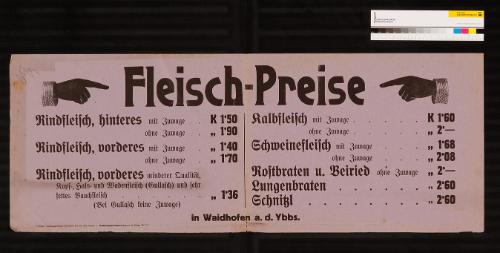 Fleisch-Preise
Rindfleisch, hinteres mit Zuwage . . K 1·50
ohne Zuwage . . „ 1·90
Rindfleisch, vorderes mit Zuwage . . „ 1·40
ohne Zuwage . . „ 1·70
Rindfleisch, vorderes minderer Qualität,
Kopf-, Hals- und Wadenfleisch (Gullasch) und sehr
fettes Bauchfleisch . . . . . „ 1·36
(Bei Gullasch keine Zuwage)
Kalbfleisch mit Zuwage . . . . K 1·60
ohne Zuwage . . . . „ 2·—
Schweinefleisch mit Zuwage . . . „ 1·68
ohne Zuwage . . . „ 2·08
Rostbraten u. Beiried ohne Zuwage . „ 2·—
Lungenbraten . . . . . . „ 2·60
Schnitzl . . . . . . . „ 2·60
in Waidhofen a. d. Ybbs.